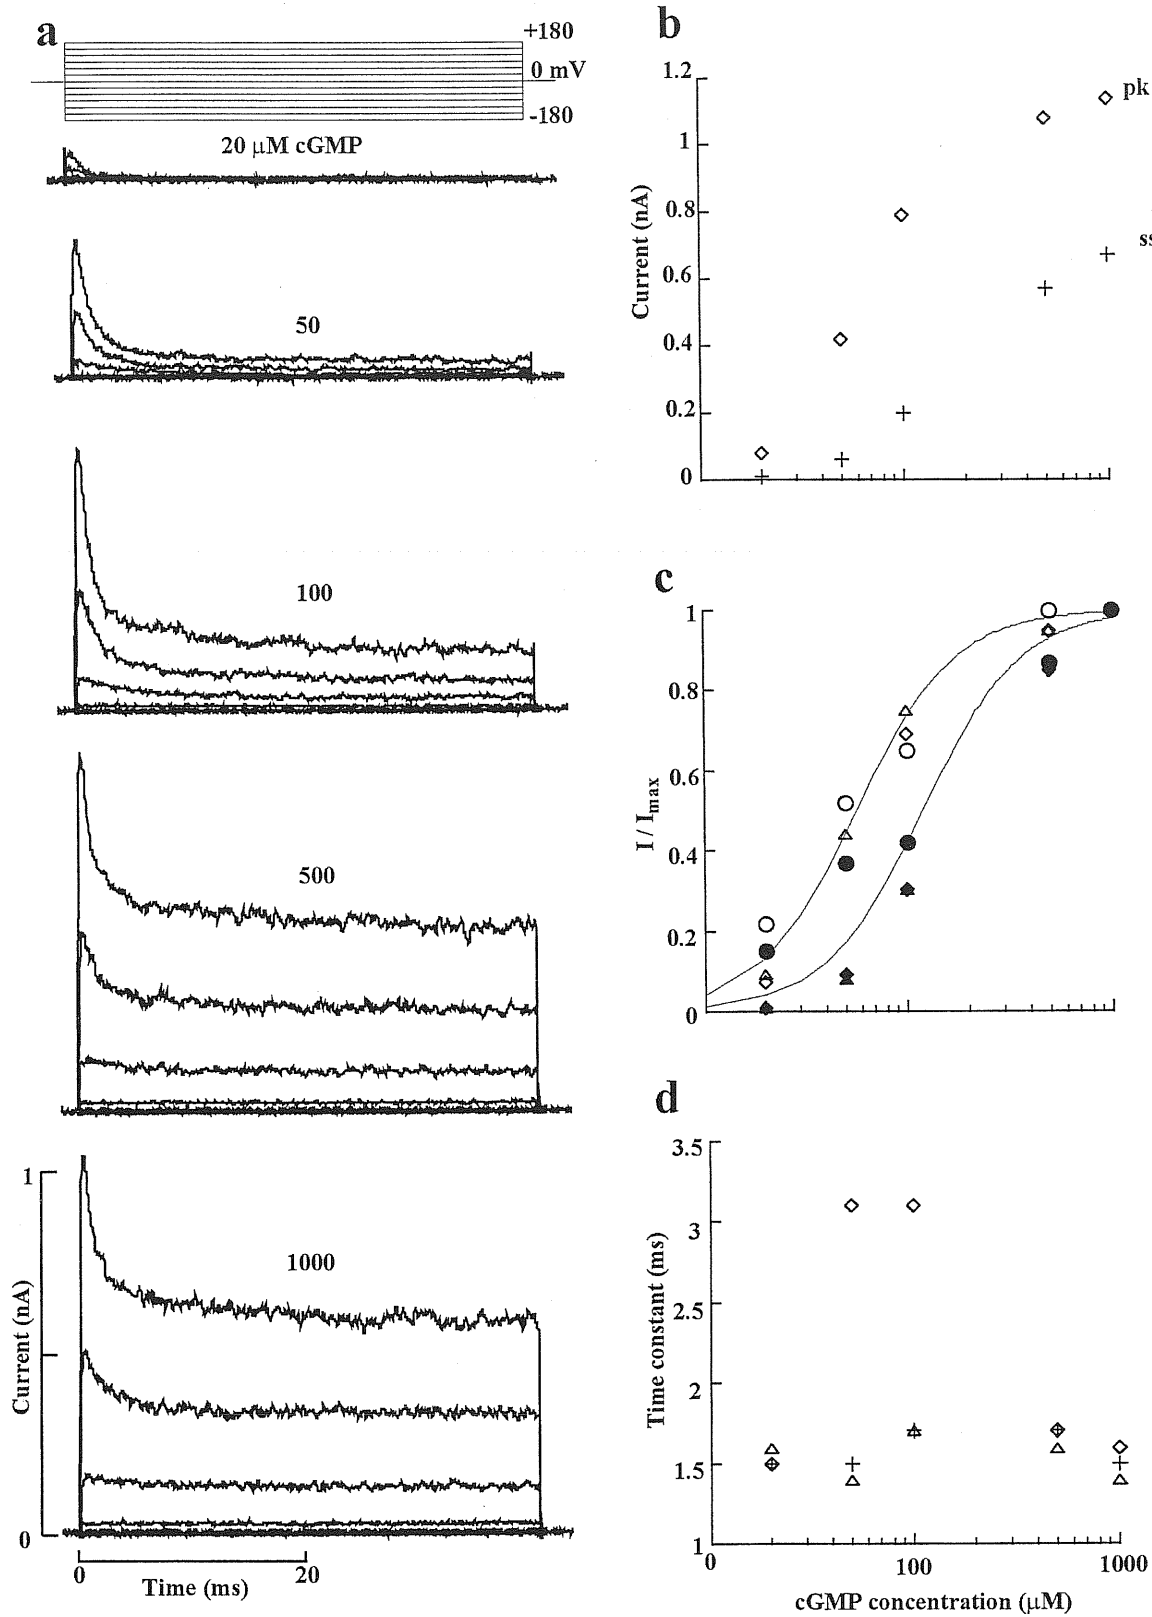 a
+180
0 mV
-180
20 μM cGMP
50
100
500
1000
1
Current (nA)
0
0
20
Time (ms)
b
1.2
1
0.8
0.6
0.4
0.2
0
Current (nA)
pk
ss
c
1
0.8
0.6
0.4
0.2
0
I / Imax
d
3.5
3
2.5
2
1.5
1
Time constant (ms)
0
100
1000
cGMP concentration (μM)